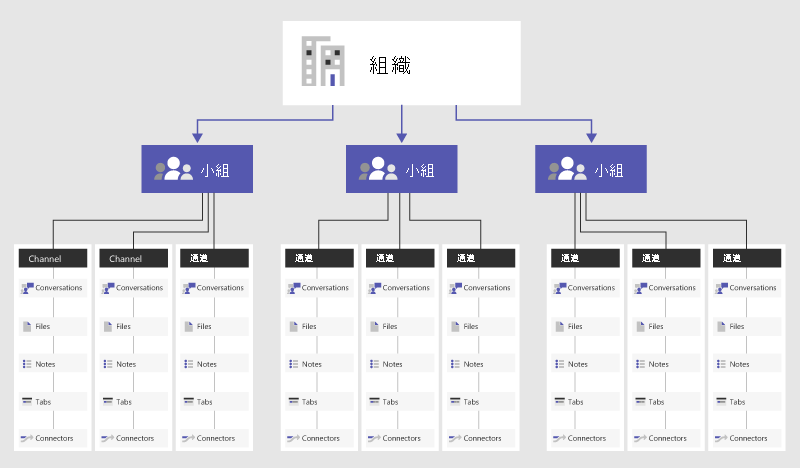 組織
小組 小組 小組
Channel Channel 通道 通道 通道 通道 通道 通道 通道
Conversations Conversations Conversations Conversations Conversations Conversations Conversations Conversations Conversations
Files Files Files Files Files Files Files Files Files
Notes Notes Notes Notes Notes Notes Notes Notes Notes
Tabs Tabs Tabs Tabs Tabs Tabs Tabs Tabs Tabs
Connectors Connectors Connectors Connectors Connectors Connectors Connectors Connectors Connectors